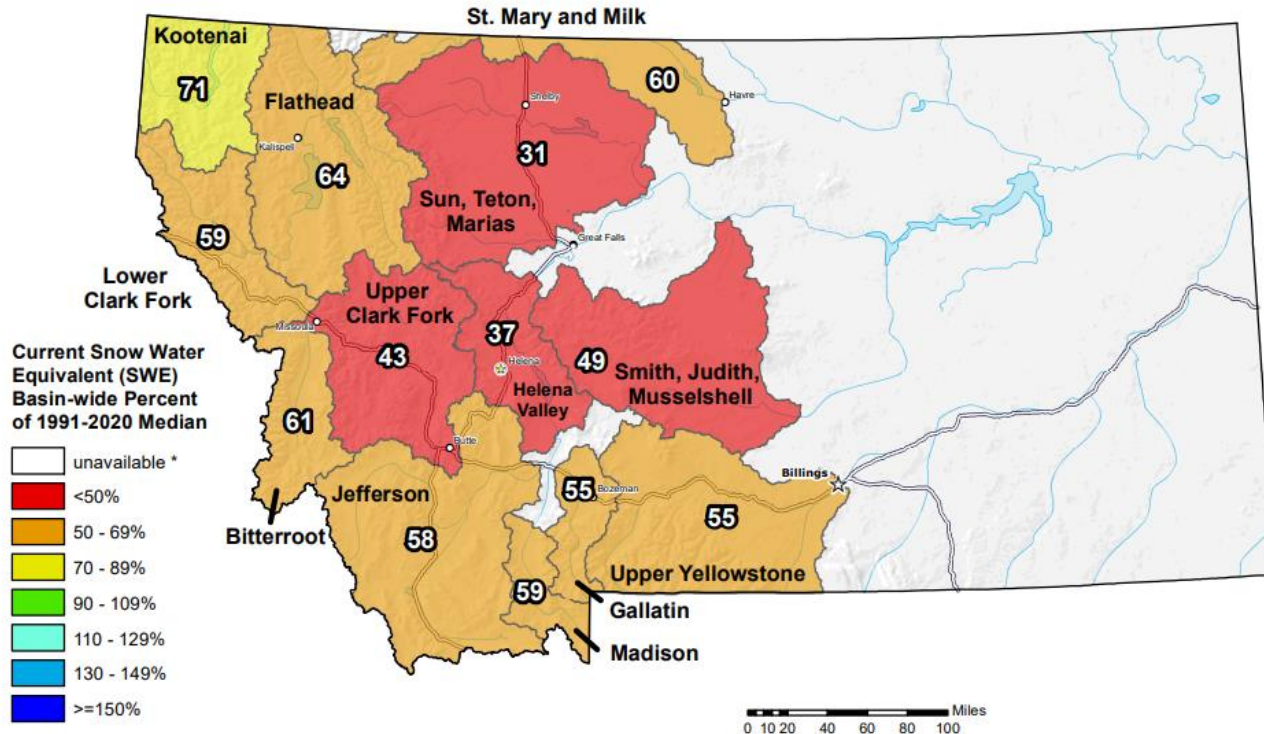 St. Mary and Milk
Kootenai
71
Flathead
Kalispell
64
Shelby
60
Havre
31
Sun, Teton,
Marias
Great Falls
59
Lower
Clark Fork
Missoula
Upper
Clark Fork
43
37
Helena
Helena
Valley
49
Smith, Judith,
Musselshell
61
Bitterroot
Butte
Jefferson
58
55
Bozeman
55
Billings
Upper Yellowstone
59
Gallatin
Madison
Current Snow Water
Equivalent (SWE)
Basin-wide Percent
of 1991-2020 Median
unavailable *
<50%
50 - 69%
70 - 89%
90 - 109%
110 - 129%
130 - 149%
>=150%
Miles
0 10 20 40 60 80 100